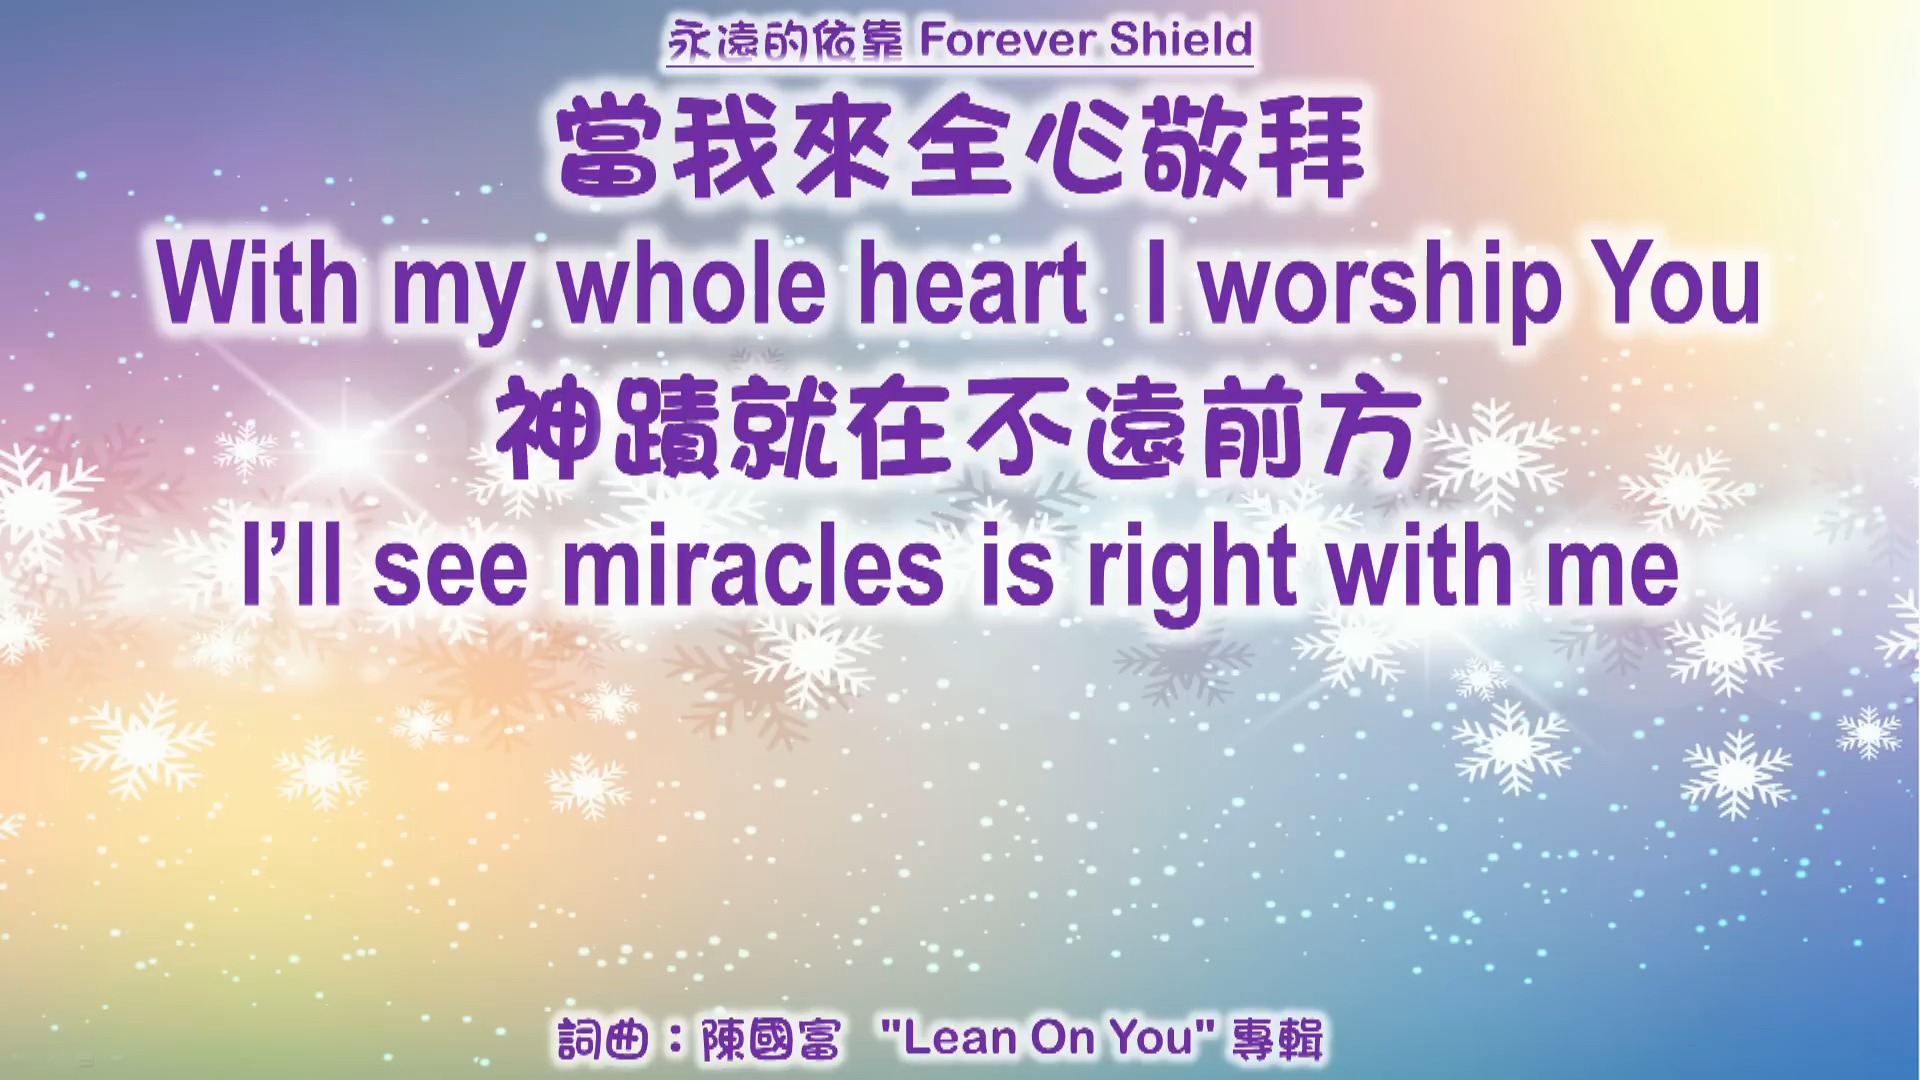 永遠的依靠 Forever Shield
當我來全心敬拜
With my whole heart  I worship You
神蹟就在不遠前方
I’ll see miracles is right with me
詞曲：陳國富   "Lean On You" 專輯